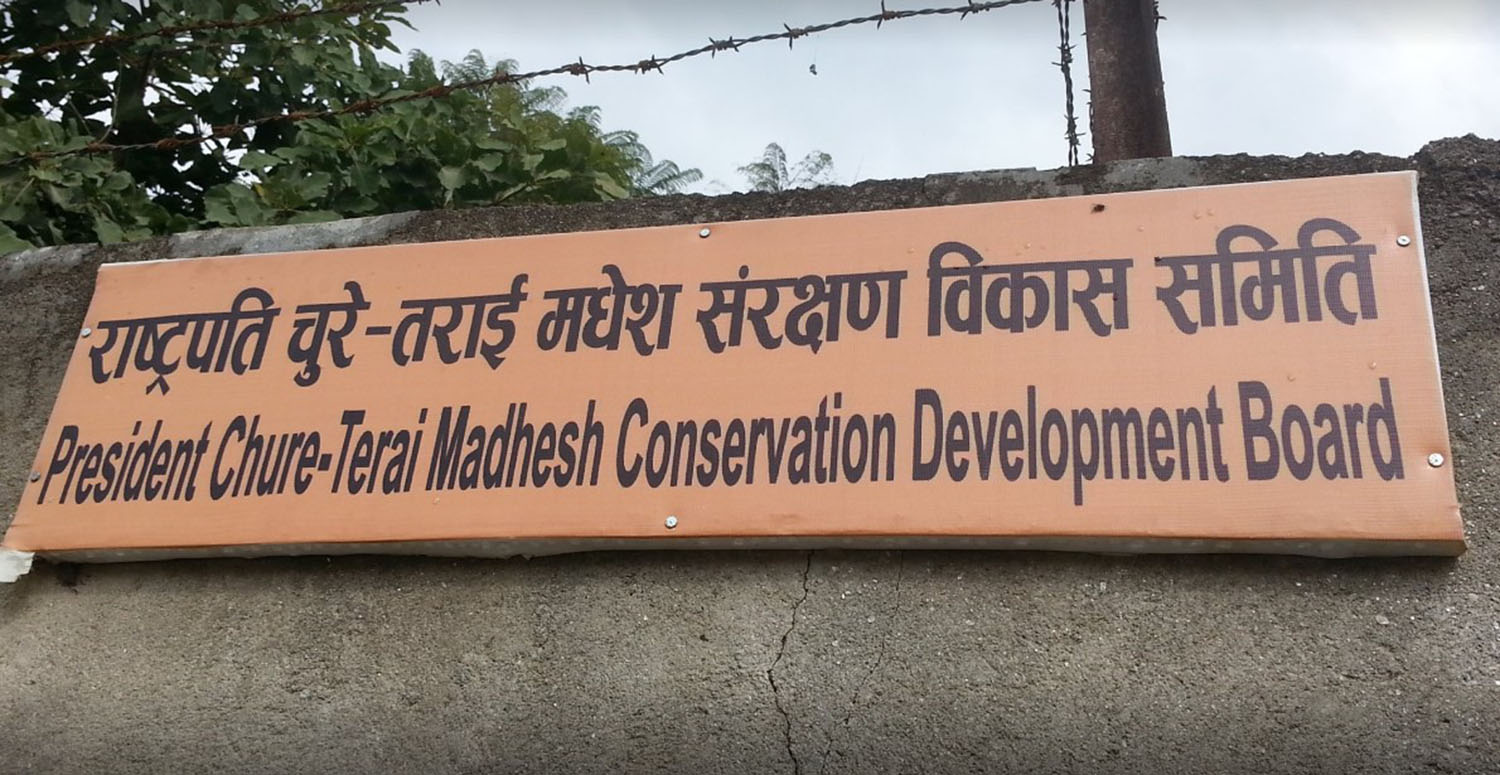 राष्ट्रपति चुरे-तराई मधेश संरक्षण विकास समिति
President Chure-Terai Madhesh Conservation Development Board